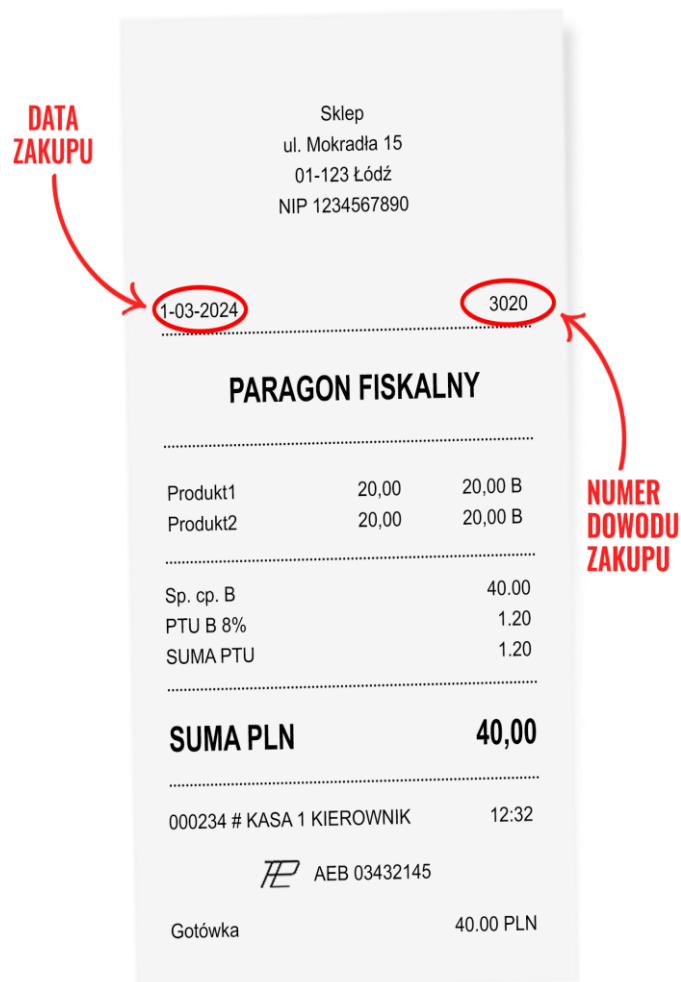 Sklep
ul. Mokradła 15
01-123 Łódź
NIP 1234567890
DATA
ZAKUPU
1-03-2024 3020
PARAGON FISKALNY
Produkt1 20,00 20,00 B
Produkt2 20,00 20,00 B
NUMER
DOWODU
ZAKUPU
Sp. cp. B 40.00
PTU B 8% 1.20
SUMA PTU 1.20
SUMA PLN 40,00
000234 # KASA 1 KIEROWNIK 12:32
AEB 03432145
Gotówka 40.00 PLN